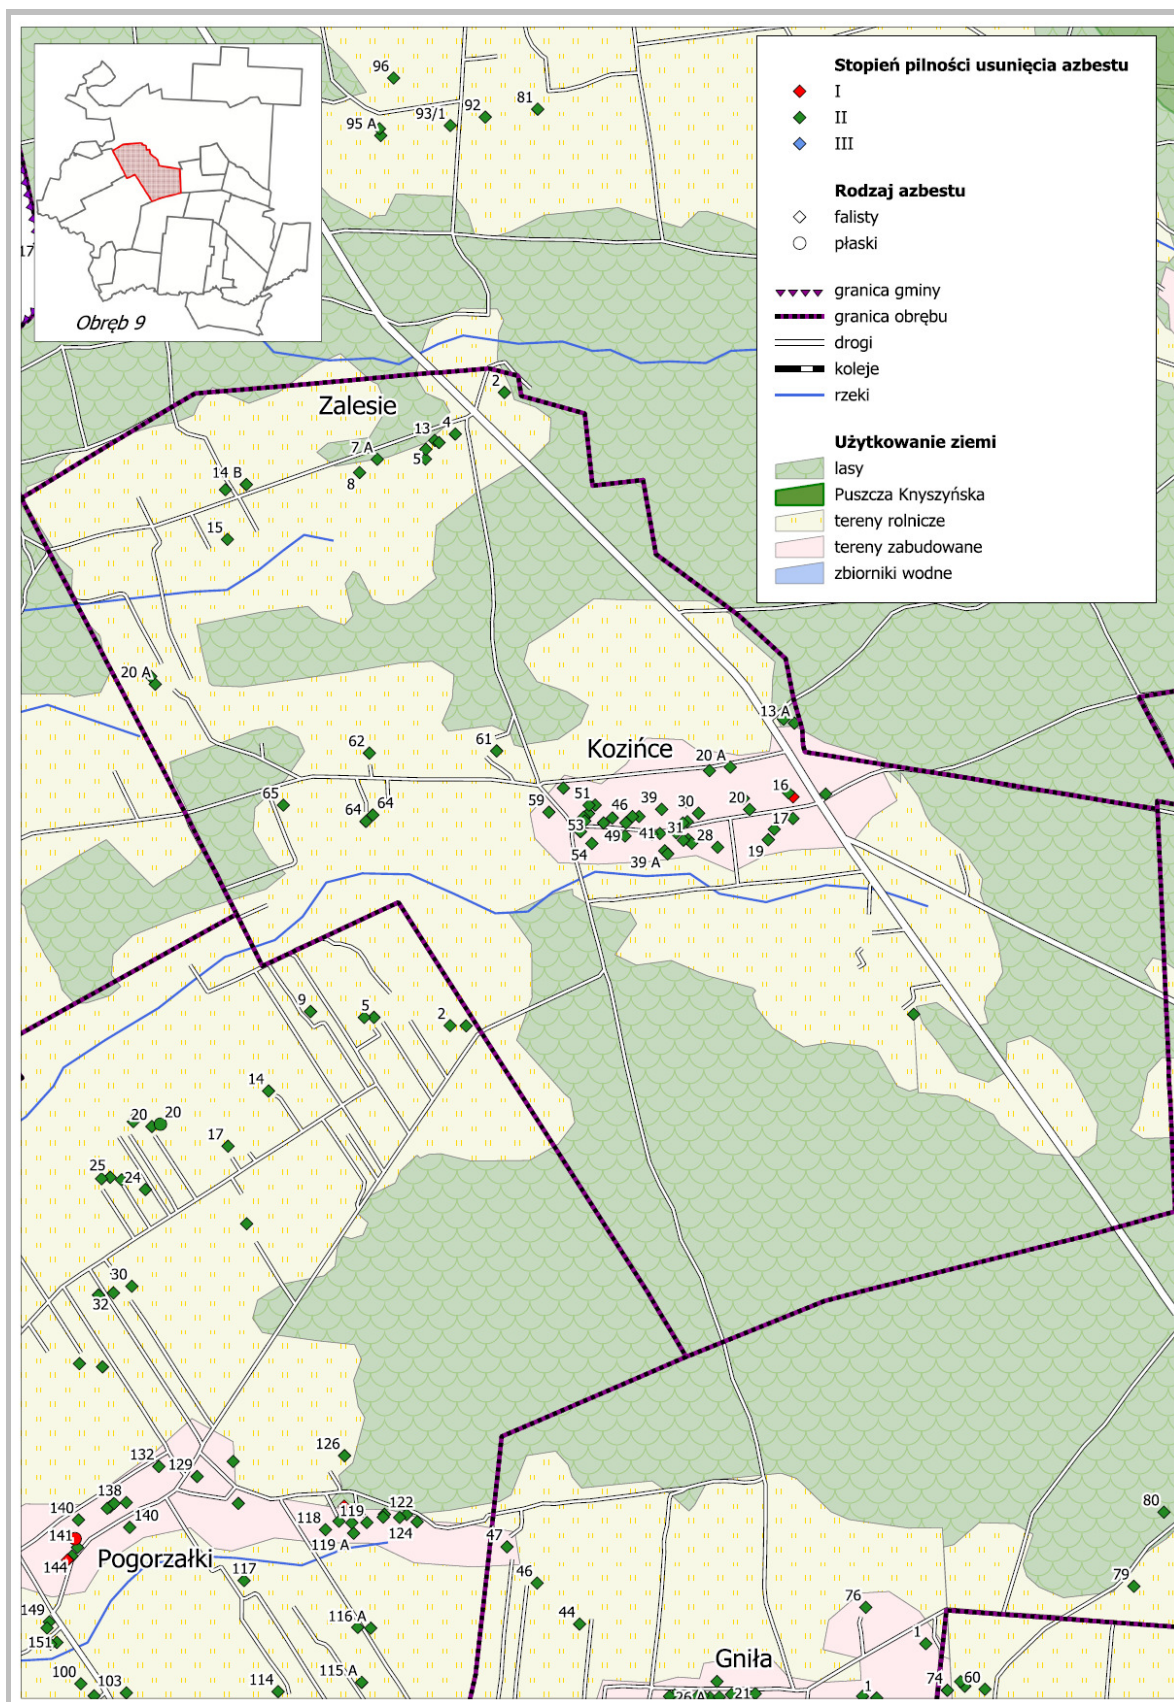 Obręb 9
Stopień pilności usunięcia azbestu
I
II
III
Rodzaj azbestu
falisty
płaski
granica gminy
granica obrębu
drogi
koleje
rzeki
Użytkowanie ziemi
lasy
Puszcza Knyszyńska
tereny rolnicze
tereny zabudowane
zbiorniki wodne
96
81
92
93/1
95 A
17
2
Zalesie
4
13
7 A
5
8
14 B
15
20 A
13 A
62
61
Kozińce
20 A
16
65
64
64
59
51
46
39
30
20
53
49
41
31
28
17
19
54
39 A
9
5
2
14
20
20
17
25
24
30
32
126
132
129
138
140
140
122
118
119
124
119 A
141
144
Pogorzałki
47
46
117
80
79
76
149
151
116 A
44
1
Gniła
100
103
114
115 A
26 A
21
1
74
60